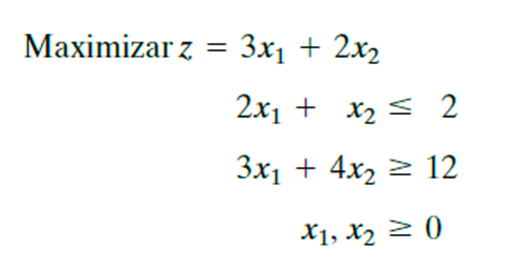 Maximizar z = 3x₁ + 2x₂
2x₁ + x₂ ≤ 2
3x₁ + 4x₂ ≥ 12
x₁, x₂ ≥ 0